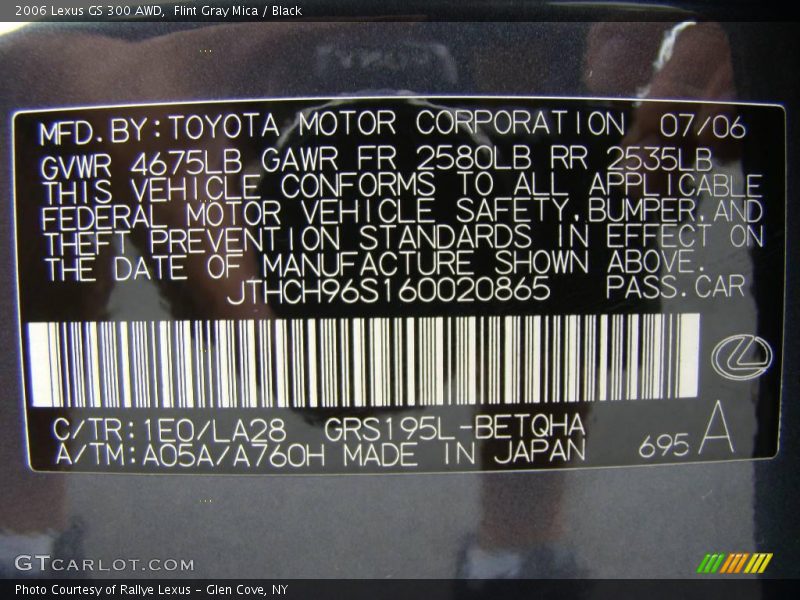 2006 Lexus GS 300 AWD,  Flint Gray Mica / Black
MFD.BY:TOYOTA MOTOR CORPORATION 07/06
GVWR 4675LB GAWR FR 2580LB RR 2535LB
THIS VEHICLE CONFORMS TO ALL APPLICABLE
FEDERAL MOTOR VEHICLE SAFETY,BUMPER,AND
THEFT PREVENTION STANDARDS IN EFFECT ON
THE DATE OF MANUFACTURE SHOWN ABOVE.
JTHCH96S160020865 PASS.CAR
C/TR:1E0/LA28 GRS195L-BETQHA
A/TM:A05A/A760H MADE IN JAPAN 695 A
GTCARLOT.COM
Photo Courtesy of Rallye Lexus - Glen Cove, NY